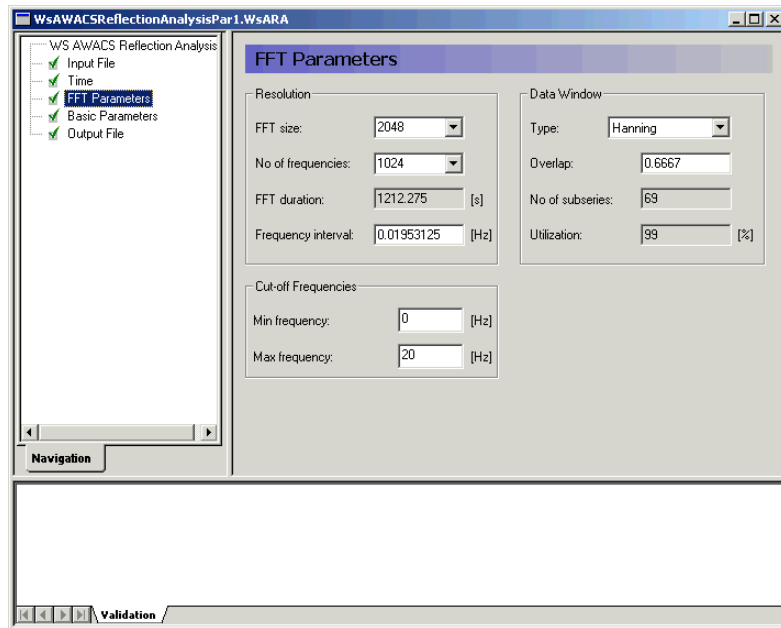 WsAWACSReflectionAnalysisPar1.WsARA
WS AWACS Reflection Analysis
Input File
Time
FFT Parameters
Basic Parameters
Output File
Navigation
FFT Parameters
Resolution
FFT size: 2048
No of frequencies: 1024
FFT duration: 1212.275 [s]
Frequency interval: 0.01953125 [Hz]
Data Window
Type: Hanning
Overlap: 0.6667
No of subseries: 69
Utilization: 99 [%]
Cut-off Frequencies
Min frequency: 0 [Hz]
Max frequency: 20 [Hz]
Validation